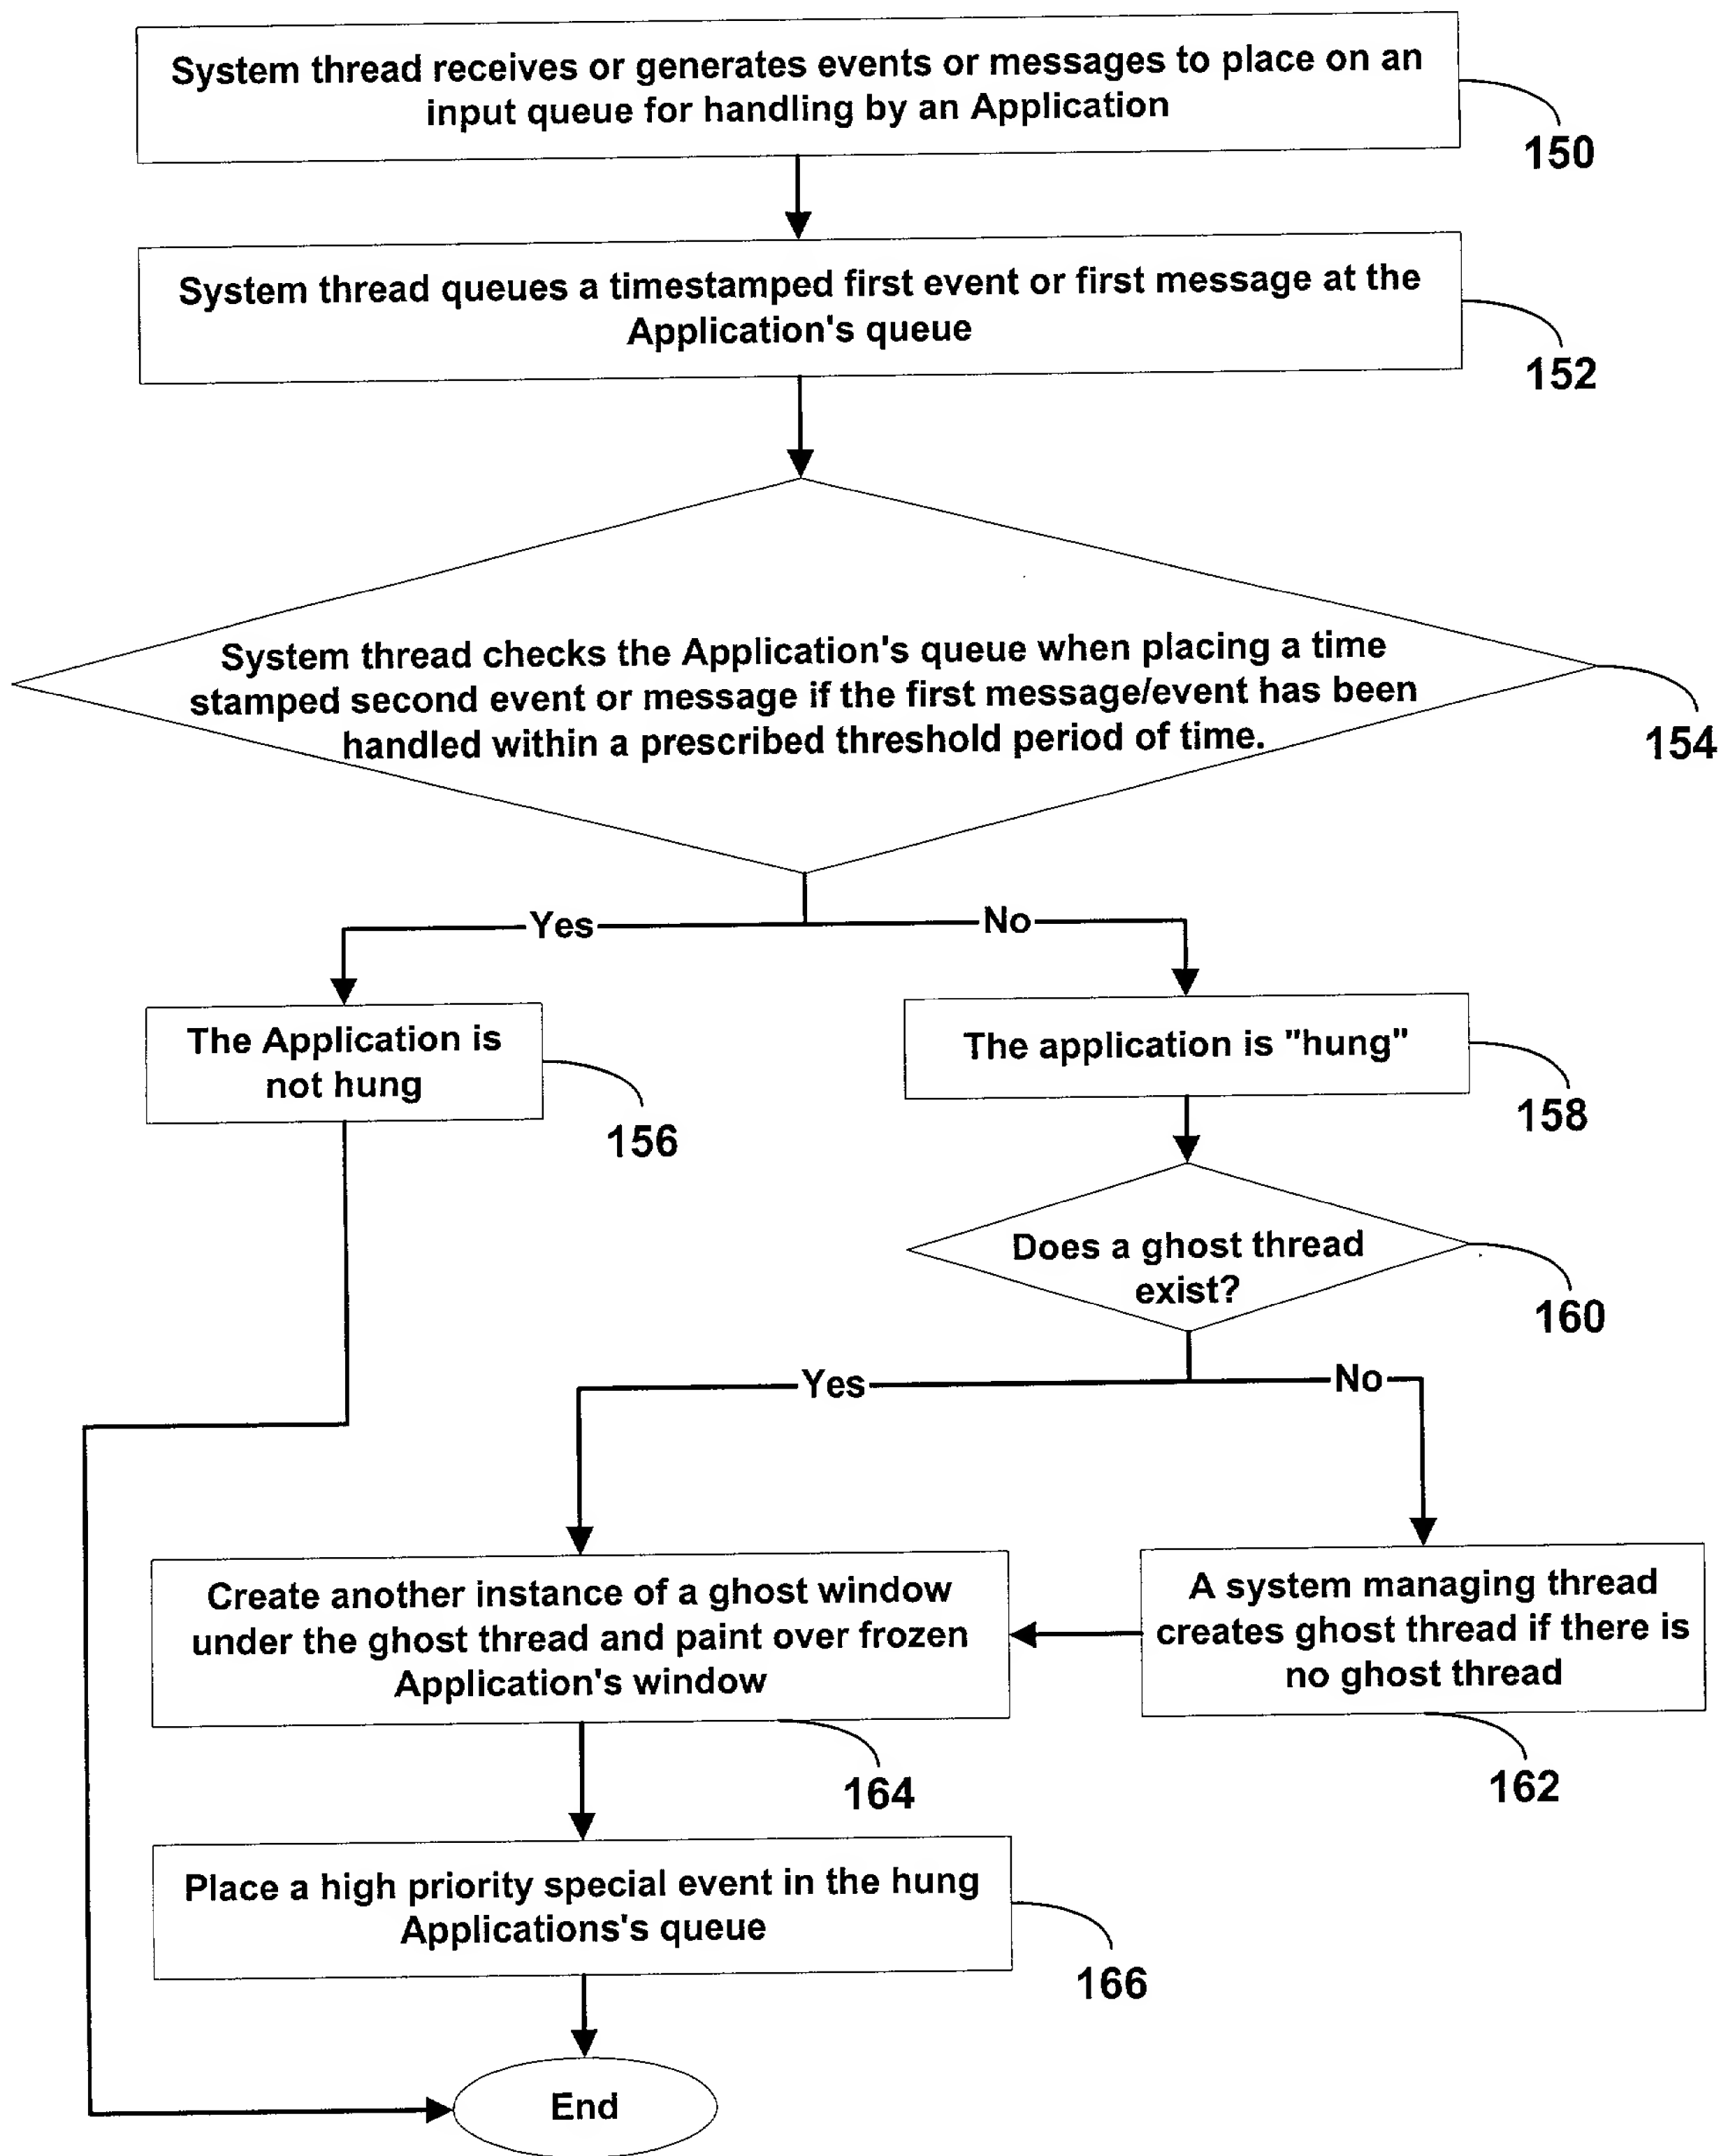 System thread receives or generates events or messages to place on an
input queue for handling by an Application
150
System thread queues a timestamped first event or first message at the
Application's queue
152
System thread checks the Application's queue when placing a time
stamped second event or message if the first message/event has been
handled within a prescribed threshold period of time.
154
Yes
No
The Application is
not hung
156
The application is "hung"
158
Does a ghost thread
exist?
160
Yes
No
Create another instance of a ghost window
under the ghost thread and paint over frozen
Application's window
164
A system managing thread
creates ghost thread if there is
no ghost thread
162
Place a high priority special event in the hung
Applications's queue
166
End